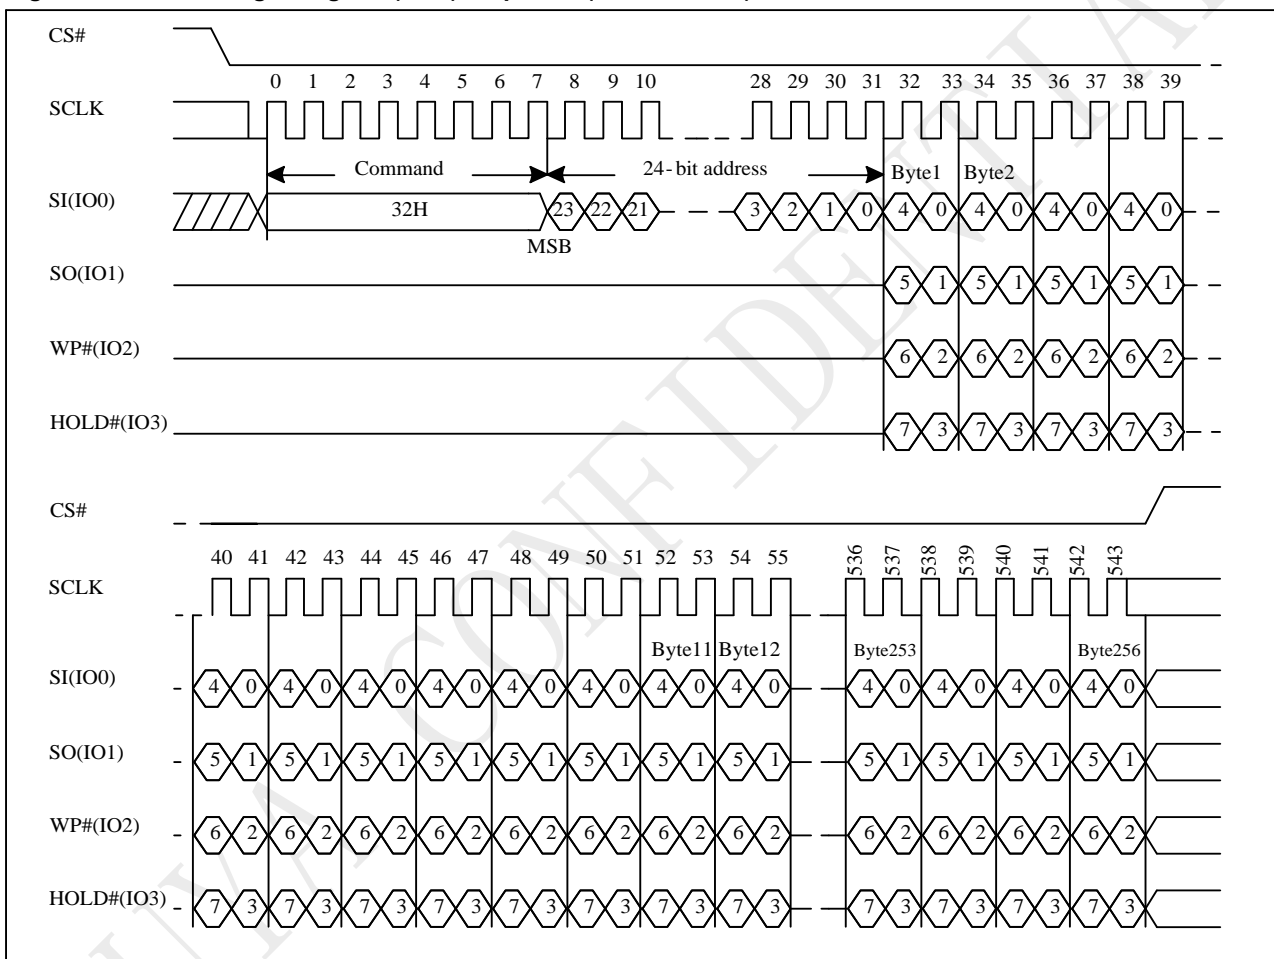 CS#
0 1 2 3 4 5 6 7 8 9 10 28 29 30 31 32 33 34 35 36 37 38 39
SCLK
Command 24-bit address Byte1 Byte2
SI(IO0) 32H 23 22 21 3 2 1 0 4 0 4 0 4 0 4 0
MSB
SO(IO1) 5 1 5 1 5 1 5 1
WP#(IO2) 6 2 6 2 6 2 6 2
HOLD#(IO3) 7 3 7 3 7 3 7 3
CS#
40 41 42 43 44 45 46 47 48 49 50 51 52 53 54 55 536 537 538 539 540 541 542 543
SCLK
Byte11 Byte12 Byte253 Byte256
SI(IO0) 4 0 4 0 4 0 4 0 4 0 4 0 4 0 4 0 4 0 4 0 4 0 4 0
SO(IO1) 5 1 5 1 5 1 5 1 5 1 5 1 5 1 5 1 5 1 5 1 5 1 5 1
WP#(IO2) 6 2 6 2 6 2 6 2 6 2 6 2 6 2 6 2 6 2 6 2 6 2 6 2
HOLD#(IO3) 7 3 7 3 7 3 7 3 7 3 7 3 7 3 7 3 7 3 7 3 7 3 7 3
CONFIDENTIAL